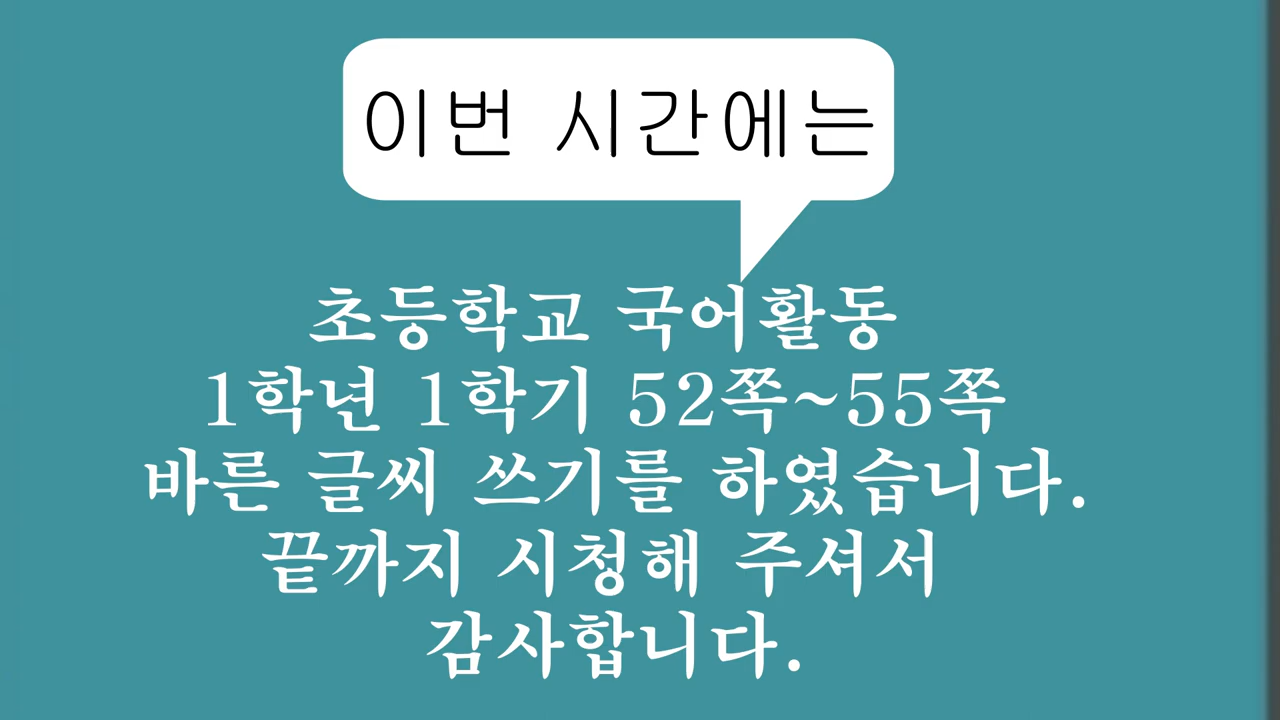 이번 시간에는
초등학교 국어활동
1학년 1학기 52쪽~55쪽
바른 글씨 쓰기를 하였습니다.
끝까지 시청해 주셔서
감사합니다.